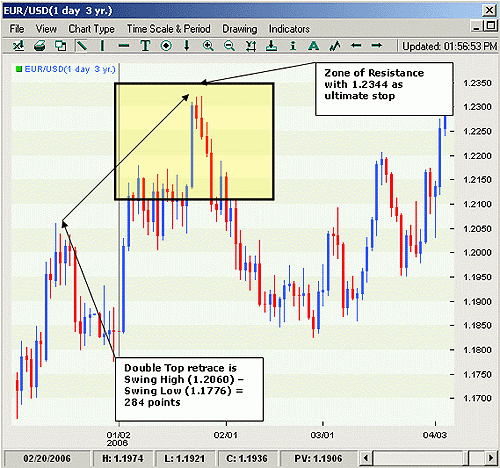 EUR/USD(1 day 3 yr.)
File View Chart Type Time Scale & Period Drawing Indicators
Updated: 01:56:53 PM
EUR/USD(1 day 3 yr.)
Zone of Resistance
with 1.2344 as
ultimate stop
1.2350
1.2300
1.2250
1.2200
1.2150
1.2100
1.2050
1.2000
1.1950
1.1900
1.1850
1.1800
1.1750
1.1700
Double Top retrace is
Swing High (1.2060) –
Swing Low (1.1776) =
284 points
01/02 02/01 03/01 04/03
2006
02/20/2006 H: 1.1974 L: 1.1921 C: 1.1936 PV: 1.1906